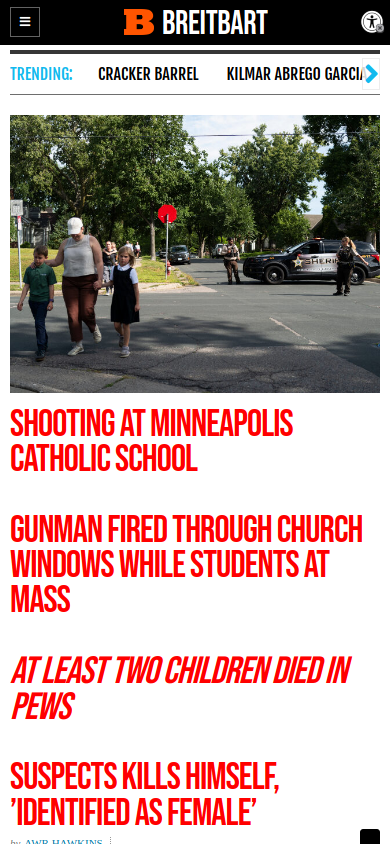 BREITBART
TRENDING: CRACKER BARREL KILMAR ABREGO GARCIA
SHERIFF
SHOOTING AT MINNEAPOLIS
CATHOLIC SCHOOL
GUNMAN FIRED THROUGH CHURCH
WINDOWS WHILE STUDENTS AT
MASS
AT LEAST TWO CHILDREN DIED IN
PEWS
SUSPECTS KILLS HIMSELF,
'IDENTIFIED AS FEMALE'
by AWR HAWKINS